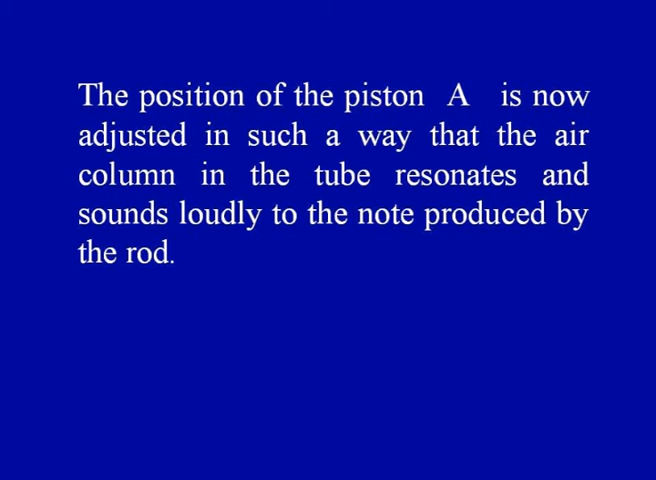 The position of the piston A is now
adjusted in such a way that the air
column in the tube resonates and
sounds loudly to the note produced by
the rod.